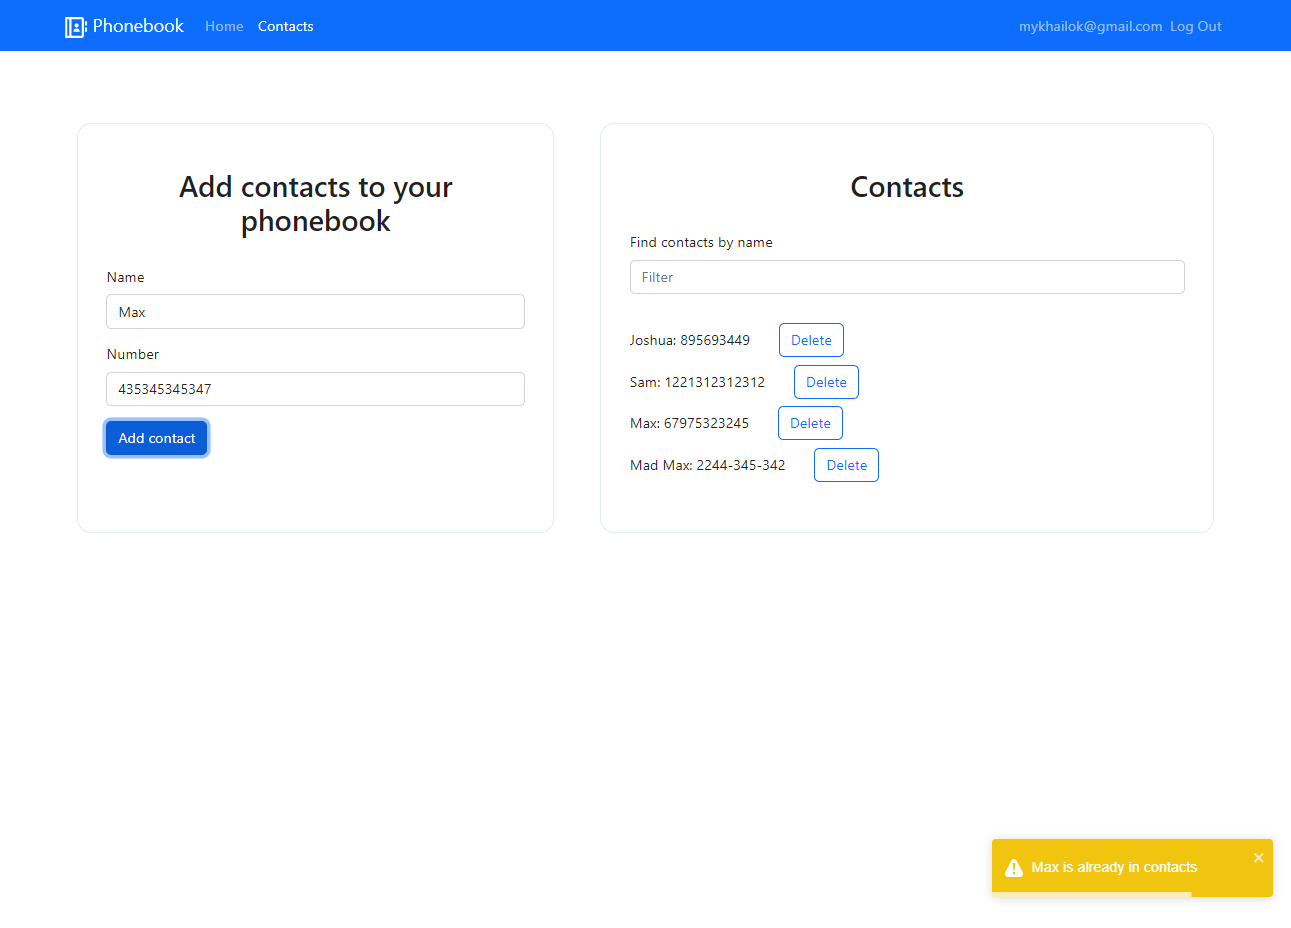 Phonebook Home Contacts mykhailok@gmail.com Log Out
Add contacts to your
phonebook
Name
Max
Number
435345345347
Add contact
Contacts
Find contacts by name
Filter
Joshua: 895693449 Delete
Sam: 1221312312312 Delete
Max: 67975323245 Delete
Mad Max: 2244-345-342 Delete
Max is already in contacts